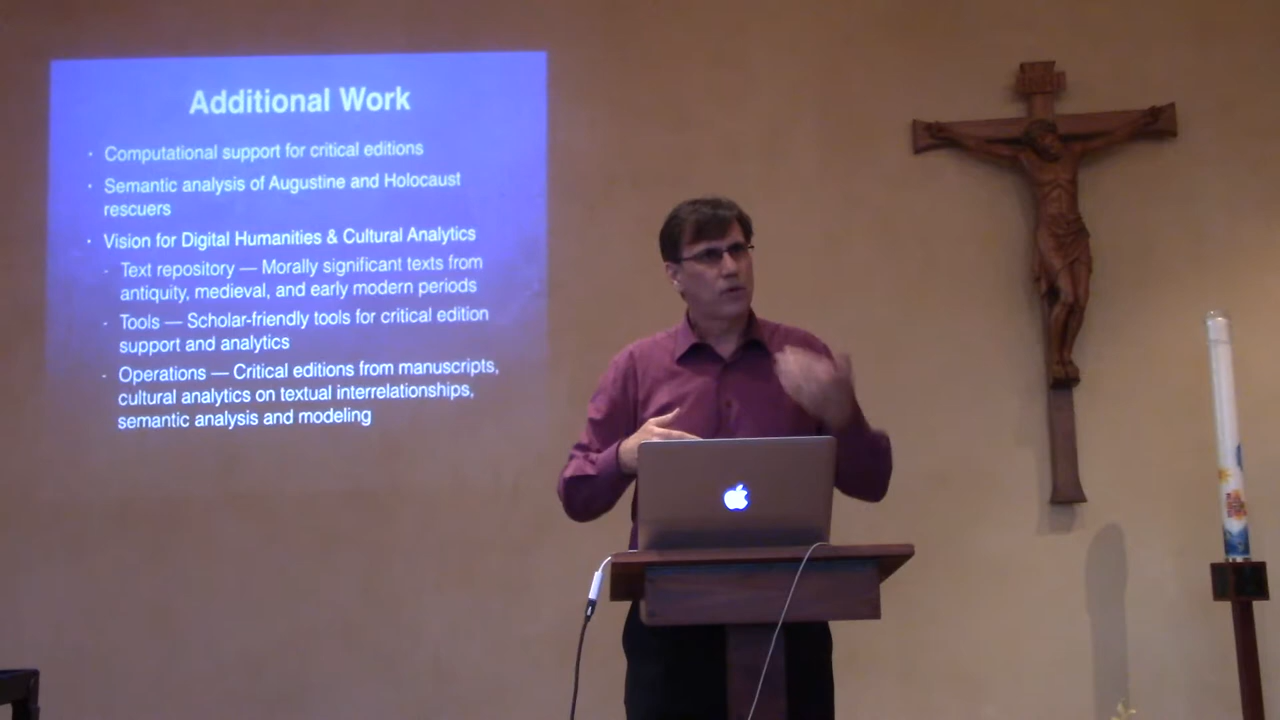 Additional Work
· Computational support for critical editions
· Semantic analysis of Augustine and Holocaust
rescuers
· Vision for Digital Humanities & Cultural Analytics
· Text repository — Morally significant texts from
antiquity, medieval, and early modern periods
· Tools — Scholar-friendly tools for critical edition
support and analytics
· Operations — Critical editions from manuscripts,
cultural analytics on textual interrelationships,
semantic analysis and modeling